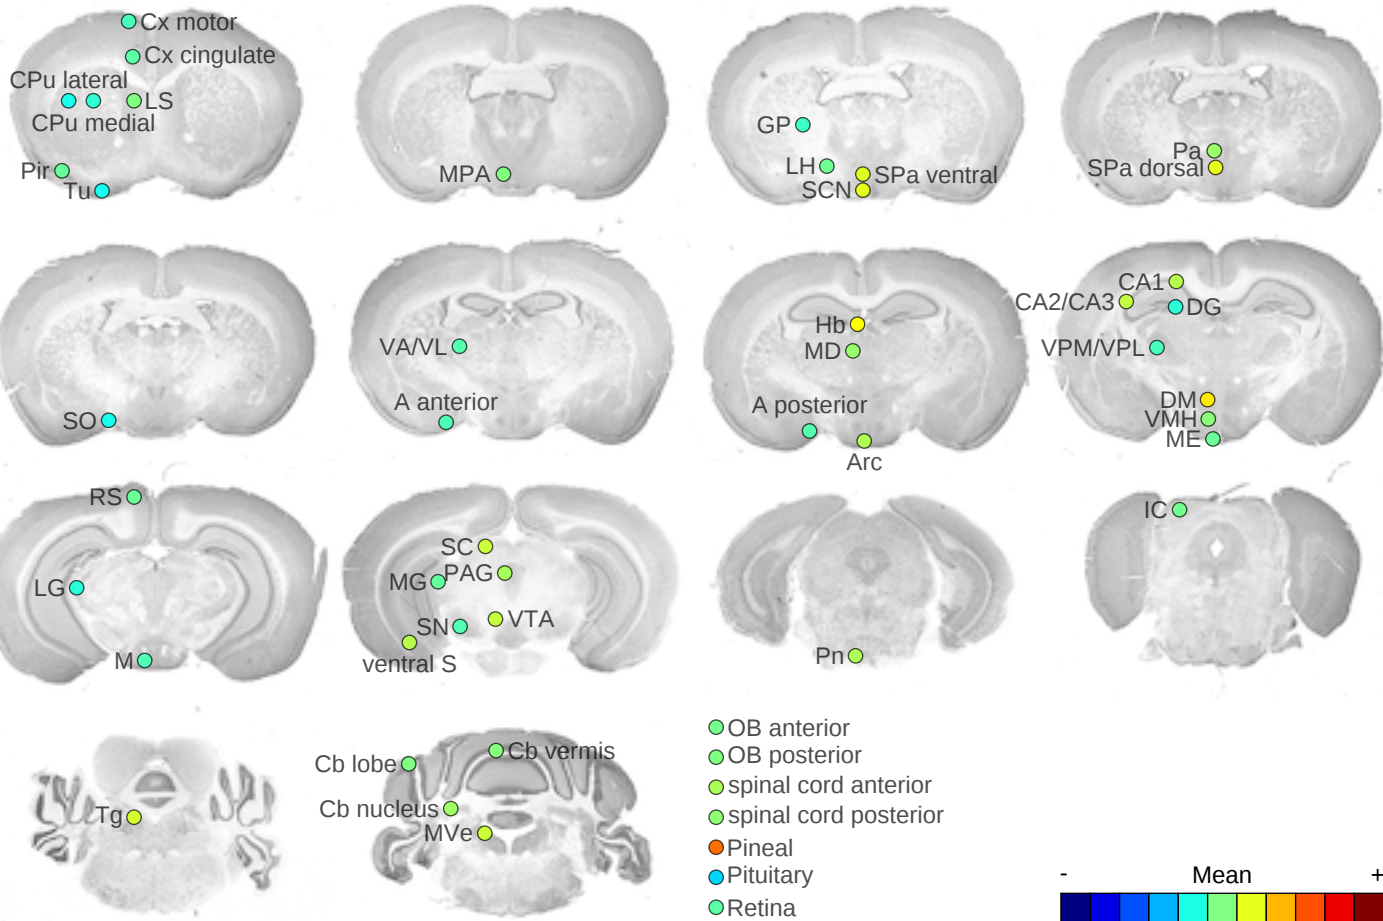 Cx motor
Cx cingulate
CPu lateral
LS
CPu medial
Pir
Tu
MPA
GP
LH
SPa ventral
SCN
Pa
SPa dorsal
SO
VA/VL
A anterior
Hb
MD
A posterior
Arc
CA1
CA2/CA3
DG
VPM/VPL
DM
VMH
ME
RS
LG
M
SC
PAG
MG
VTA
SN
ventral S
Pn
IC
Tg
Cb lobe
Cb vermis
Cb nucleus
MVe
OB anterior
OB posterior
spinal cord anterior
spinal cord posterior
Pineal
Pituitary
Retina
- Mean +